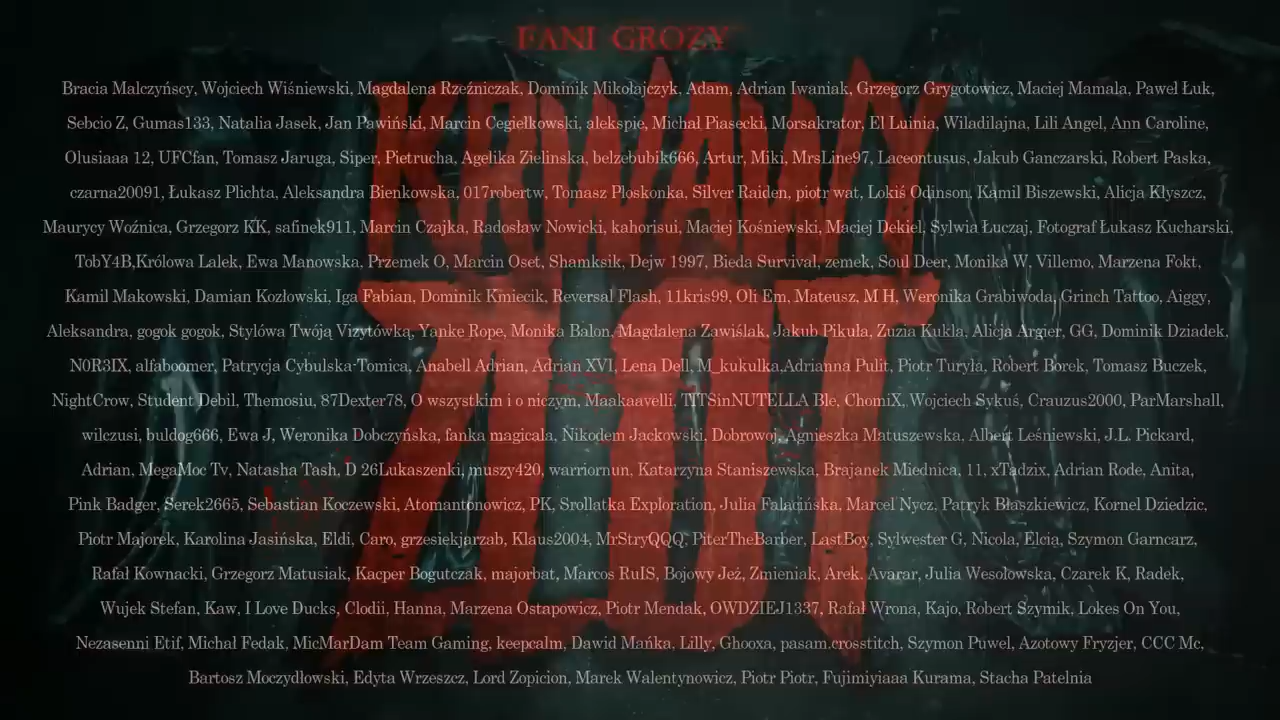 FANI GROZY
KRWAWY
ZLOT
Bracia Malczyńscy, Wojciech Wiśniewski, Magdalena Rzeźniczak, Dominik Mikołajczyk, Adam, Adrian Iwaniak, Grzegorz Grygotowicz, Maciej Mamala, Paweł Łuk,
Sebcio Z, Gumas133, Natalia Jasek, Jan Pawiński, Marcin Cegiełkowski, alekspie, Michał Piasecki, Morsakrator, El Luinia, Wiladilajna, Lili Angel, Ann Caroline,
Olusiaaa 12, UFCfan, Tomasz Jaruga, Siper, Pietrucha, Agelika Zielinska, belzebubik666, Artur, Miki, MrsLine97, Laceontusus, Jakub Ganczarski, Robert Paska,
czarna20091, Łukasz Plichta, Aleksandra Bienkowska, 017robertw, Tomasz Płoskonka, Silver Raiden, piotr wat, Lokiś Odinson, Kamil Biszewski, Alicja Kłyszcz,
Maurycy Woźnica, Grzegorz KK, safinek911, Marcin Czajka, Radosław Nowicki, kahorisui, Maciej Kośniewski, Maciej Dekiel, Sylwia Łuczaj, Fotograf Łukasz Kucharski,
TobY4B,Królowa Lalek, Ewa Manowska, Przemek O, Marcin Oset, Shamksik, Dejw 1997, Bieda Survival, zemek, Soul Deer, Monika W, Villemo, Marzena Fokt,
Kamil Makowski, Damian Kozłowski, Iga Fabian, Dominik Kmiecik, Reversal Flash, 11kris99, Oli Em, Mateusz, M H, Weronika Grabiwoda, Grinch Tattoo, Aiggy,
Aleksandra, gogok gogok, Stylówa Twóją Vizytówką, Yanke Rope, Monika Balon, Magdalena Zawiślak, Jakub Pikuła, Zuzia Kukla, Alicja Argier, GG, Dominik Dziadek,
N0R3IX, alfaboomer, Patrycja Cybulska-Tomica, Anabell Adrian, Adrian XVI, Lena Dell, M_kukulka,Adrianna Pulit, Piotr Turyła, Robert Borek, Tomasz Buczek,
NightCrow, Student Debil, Themosiu, 87Dexter78, O wszystkim i o niczym, Maakaavelli, TITSinNUTELLA Ble, ChomiX, Wojciech Sykuś, Crauzus2000, ParMarshall,
wilczusi, buldog666, Ewa J, Weronika Dobczyńska, fanka magicala, Nikodem Jackowski, Dobrowoj, Agnieszka Matuszewska, Albert Leśniewski, J.L. Pickard,
Adrian, MegaMoc Tv, Natasha Tash, D 26Lukaszenki, muszy420, warriornun, Katarzyna Staniszewska, Brajanek Miednica, 11, xTadzix, Adrian Rode, Anita,
Pink Badger, Serek2665, Sebastian Koczewski, Atomantonowicz, PK, Srollatka Exploration, Julia Falacińska, Marcel Nycz, Patryk Błaszkiewicz, Kornel Dziedzic,
Piotr Majorek, Karolina Jasińska, Eldi, Caro, grzesiekjarzab, Klaus2004, MrStryQQQ, PiterTheBarber, LastBoy, Sylwester G, Nicola, Elcia, Szymon Garncarz,
Rafał Kownacki, Grzegorz Matusiak, Kacper Bogutczak, majorbat, Marcos RuIS, Bojowy Jeż, Zmieniak, Arek. Avarar, Julia Wesołowska, Czarek K, Radek,
Wujek Stefan, Kaw, I Love Ducks, Clodii, Hanna, Marzena Ostapowicz, Piotr Mendak, OWDZIEJ1337, Rafał Wrona, Kajo, Robert Szymik, Lokes On You,
Nezasenni Etif, Michał Fedak, MicMarDam Team Gaming, keepcalm, Dawid Mańka, Lilly, Ghooxa, pasam.crosstitch, Szymon Puweł, Azotowy Fryzjer, CCC Mc,
Bartosz Moczydłowski, Edyta Wrzeszcz, Lord Zopicion, Marek Walentynowicz, Piotr Piotr, Fujimiyiaaa Kurama, Stacha Patelnia